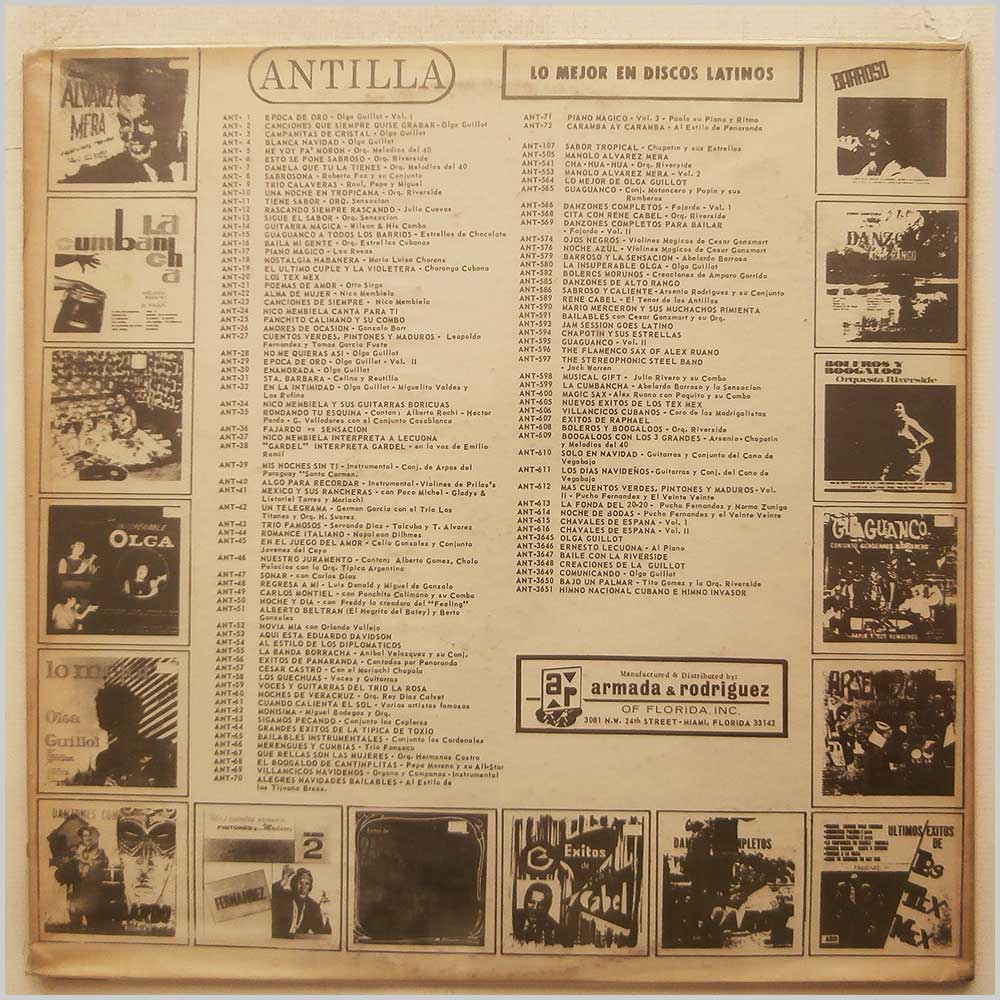 ANTILLA
LO MEJOR EN DISCOS LATINOS
ANT- 1 EPOCA DE ORO - Olga Guillot - Vol. I
ANT- 2 CANCIONES QUE SIEMPRE QUISE GRABAR - Olga Guillot
ANT- 3 CAMPANITAS DE CRISTAL - Olga Guillot
ANT- 4 BLANCA NAVIDAD - Olga Guillot
ANT- 5 ME VOY PA' MORON - Orq. Melodias del 40
ANT- 6 ESTO SE PONE SABROSO - Orq. Riverside
ANT- 7 DAMELA QUE TU LA TIENES - Orq. Melodias del 40
ANT- 8 SABROSONA - Roberto Faz y su Conjunto
ANT- 9 TRIO CALAVERAS - Raul, Pepe y Miguel
ANT- 10 UNA NOCHE EN TROPICANA - Orq. Riverside
ANT- 11 TIENE SABOR - ORQ. Sensacion
ANT- 12 RASCANDO SIEMPRE RASCANDO - Julio Cuevas
ANT- 13 SIGUE EL SABOR - Orq. Sensacion
ANT- 14 GUITARRA MAGICA - Wilson & His Combo
ANT- 15 GUAGUANCO A TODOS LOS BARRIOS - Estrellas de Chocolate
ANT- 16 BAILA MI GENTE - Orq. Estrellas Cubanas
ANT- 17 PIANO MAGICO - Leo Rosas
ANT- 18 NOSTALGIA HABANERA - Maria Luisa Chorens
ANT- 19 EL ULTIMO CUPLE Y LA VIOLETERA - Charanga Cubana
ANT- 20 LOS TEX MEX
ANT- 21 POEMAS DE AMOR - Otto Sirgo
ANT- 22 ALMA DE MUJER - Nico Membiela
ANT- 23 CANCIONES DE SIEMPRE - Nico Membiela
ANT-24 NICO MEMBIELA CANTA PARA TI
ANT-25 PANCHITO CALIMANO Y SU COMBO
ANT-26 AMORES DE OCASION - Gonzalo Barr
ANT-27 CUENTOS VERDES, PINTONES Y MADUROS - Leopoldo
Fernandez y Tomas Garcia Fuste
ANT-28 NO ME QUIERAS ASI - Olga Guillot
ANT-29 EPOCA DE ORO - Olga Guillot - Vol. II
ANT-30 ENAMORADA - Olga Guillot
ANT-31 STA. BARBARA - Celina y Reutilio
ANT-32 EN LA INTIMIDAD - Olga Guillot - Miguelito Valdes y
Los Rufino
ANT-34 NICO MEMBIELA Y SUS GUITARRAS BORICUAS
ANT-35 RONDANDO TU ESQUINA - Cantan: Alberto Rochi - Hector
Pardo - G. Valladares con el Conjunto Casablanca
ANT-36 FAJARDO vs SENSACION
ANT-37 NICO MEMBIELA INTERPRETA A LECUONA
ANT-38 "GARDEL" INTERPRETA GARDEL - en la voz de Emilio
Ramil
ANT-39 MIS NOCHES SIN TI - Instrumental - Conj. de Arpas del
Paraguay "Santa Carmen.
ANT-40 ALGO PARA RECORDAR - Instrumental - Violines de Prilas's
ANT-41 MEXICO Y SUS RANCHERAS - con Paco Michel - Gladys &
Listariel Torres y Mariachi
ANT-42 UN TELEGRAMA - German Garcia con el Trio Los
Titanes y Orq. H. Suarez
ANT-43 TRIO FAMOSOS - Servando Diaz - Taicuba y T. Alvarez
ANT-44 ROMANCE ITALIANO - Napoleon Dilhmes
ANT-45 EN EL JUEGO DEL AMOR - Celio Gonzalez y Conjunto
Jovenes del Cayo
ANT-46 NUESTRO JURAMENTO - Cantan: Alberto Gomez, Cholo
Palacios con la Orq. Tipica Argentina
ANT-47 SONAR - con Carlos Diaz
ANT-48 REGRESA A MI - Luis Donald y Miguel de Gonzalo
ANT-49 CARLOS MONTIEL - con Panchito Calimano y su Combo
ANT-50 NOCHE Y DIA - con Freddy la creadora del "Feeling"
ANT-51 ALBERTO BELTRAN (El Negrito del Batey) y Berto
Gonzalez
ANT-52 NOVIA MIA - con Orlando Vallejo
ANT-53 AQUI ESTA EDUARDO DAVIDSON
ANT-54 AL ESTILO DE LOS DIPLOMATICOS
ANT-55 LA BANDA BORRACHA - Anibal Velazquez y su Conj.
ANT-56 EXITOS DE PANARANDA - Cantados por Penaranda
ANT-57 CESAR CASTRO - Con el Mariachi Chapala
ANT-58 LOS QUECHUAS - Voces y Guitarras
ANT-59 VOCES Y GUITARRAS DEL TRIO LA ROSA
ANT-60 NOCHES DE VERACRUZ - Orq. Rey Diaz Calvet
ANT-61 CUANDO CALIENTA EL SOL - Varios artistas famosos
ANT-62 MONISIMA - Miguel Bodegas y Orq.
ANT-63 SIGAMOS PECANDO - Conjunto los Copleros
ANT-64 GRANDES EXITOS DE LA TIPICA DE TOXIO
ANT-65 BAILABLES INSTRUMENTALES - Conjunto los Cardenales
ANT-66 MERENGUES Y CUMBIAS - Trio Fonseca
ANT-67 QUE BELLAS SON LAS MUJERES - Orq. Hermanos Castro
ANT-68 EL BOOGALOO DE CANTINFLITAS - Pepe Moreno y su All-Star
ANT-69 VILLANCICOS NAVIDENOS - Organo y Campanas - Instrumental
ANT-70 ALEGRES NAVIDADES BAILABLES - Al Estilo de
los Tijuana Brass.
ANT-71 PIANO MAGICO - Vol. 3 - Paolo su Piano y Ritmo
ANT-72 CARAMBA AY CARAMBA - Al Estilo de Penaranda
ANT-107 SABOR TROPICAL - Chapotin y sus Estrellas
ANT-505 MANOLO ALVAREZ MERA
ANT-541 CHA - HUA - HUA - Orq. Riverside
ANT-553 MANOLO ALVAREZ MERA - Vol. 2
ANT-564 LO MEJOR DE OLGA GUILLOT
ANT-565 GUAGUANCO - Conj. Matancero y Papin y sus
Rumberos
ANT-566 DANZONES COMPLETOS - Fajardo - Vol. 1
ANT-568 CITA CON RENE CABEL - Orq. Riverside
ANT-569 DANZONES COMPLETOS PARA BAILAR
- Fajardo - Vol. II
ANT-574 OJOS NEGROS - Violines Magicos de Cesar Gonzmart
ANT-576 NOCHE AZUL - Violines Magicos de Cesar Gonzmart
ANT-579 BARROSO Y LA SENSACION - Abelardo Barroso
ANT-580 LA INSUPERABLE OLGA - Olga Guillot
ANT-582 BOLEROS MORUNOS - Creaciones de Amparo Garrido
ANT-585 DANZONES DE ALTO RANGO
ANT-586 SABROSO Y CALIENTE - Arsenio Rodriguez y su Conjunto
ANT-589 RENE CABEL - El Tenor de las Antillas
ANT-590 MARIO MERCERON Y SUS MUCHACHOS PIMIENTA
ANT-591 BAILABLES con Cesar Gonzmart y su Orq.
ANT-593 JAM SESSION GOES LATINO
ANT-594 CHAPOTIN Y SUS ESTRELLAS
ANT-595 GUAGUANCO - Vol. II
ANT-596 THE FLAMENCO SAX OF ALEX RUANO
ANT-597 THE STEREOPHONIC STEEL BAND
- Jack Warren
ANT-598 MUSICAL GIFT - Julio Rivero y su Combo
ANT-599 LA CUMBANCHA - Abelardo Barroso y la Sensacion
ANT-600 MAGIC SAX - Alex Ruano con Paquito y su Combo
ANT-605 NUEVOS EXITOS DE LOS TEX MEX
ANT-606 VILLANCICOS CUBANOS - Coro de los Madrigalistas
ANT-607 EXITOS DE RAPHAEL
ANT-608 BOLEROS Y BOOGALOOS - Orq. Riverside
ANT-609 BOOGALOOS CON LOS 3 GRANDES - Arsenio - Chapotin
y Melodias del 40
ANT-610 SOLO EN NAVIDAD - Guitarras y Conjunto del Cano de
Vegabaja
ANT-611 LOS DIAS NAVIDEÑOS - Guitarras y Conj. del Cano de
Vegabaja
ANT-612 MAS CUENTOS VERDES, PINTONES Y MADUROS - Vol.
II - Pucho Fernandez y El Veinte Veinte
ANT-613 LA FONDA DEL 20-20 - Pucho Fernandez y Norma Zuniga
ANT-614 NOCHE DE BODAS - Pucho Fernandez y el Veinte Veinte
ANT-615 CHAVALES DE ESPANA - Vol. 1
ANT-616 CHAVALES DE ESPANA - Vol. II
ANT-3645 OLGA GUILLOT
ANT-3646 ERNESTO LECUONA - Al Piano
ANT-3647 BAILE CON LA RIVERSIDE
ANT-3648 CREACIONES DE LA GUILLOT
ANT-3649 COMUNICANDO - Olga Guillot
ANT-3650 BAJO UN PALMAR - Tito Gomez y la Orq. Riverside
ANT-3651 HIMNO NACIONAL CUBANO E HIMNO INVASOR
ar
Manufactured & Distributed by:
armada & rodriguez
OF FLORIDA, INC.
3081 N.W. 24th STREET - MIAMI, FLORIDA 33142
ALVAREZ
MERA
La
cumbancha
OLGA
lo mejor
Olga
Guillot
BARROSO
DANZONES
ALTO RANGO
BOLEROS Y
BOOGALOO
Orquesta Riverside
GUAGUANCO
PAPIN Y SUS RUMBEROS
ARSENIO
DANZONES COM
FAJARDO
PINTONES y... Maduros
2
FERNANDEZ
Exitos
de
Cabel
DANZONES COMPLETOS
ULTIMOS EXITOS
DE
Los
TEX
MEX